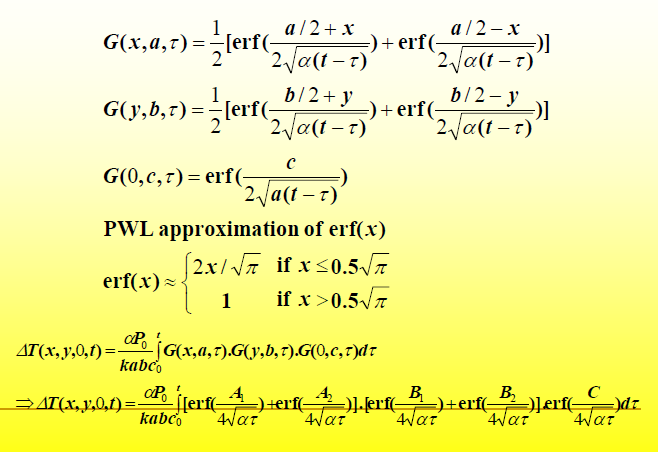 G(x,a,τ) = 1/2 [erf( (a/2 + x) / (2√α(t − τ)) ) + erf( (a/2 − x) / (2√α(t − τ)) )]
G(y,b,τ) = 1/2 [erf( (b/2 + y) / (2√α(t − τ)) ) + erf( (b/2 − y) / (2√α(t − τ)) )]
G(0,c,τ) = erf( c / (2√a(t − τ)) )
PWL approximation of erf(x)
erf(x) ≈ { 2x/√π if x ≤ 0.5√π
1 if x > 0.5√π
ΔT(x,y,0,t) = αP₀/kabc ∫₀ᵗ G(x,a,τ).G(y,b,τ).G(0,c,τ)dτ
⇒ ΔT(x,y,0,t) = αP₀/kabc ∫₀ᵗ [erf( A₁/4√ατ ) + erf( A₂/4√ατ )].[erf( B₁/4√ατ ) + erf( B₂/4√ατ )].erf( C/4√ατ )dτ